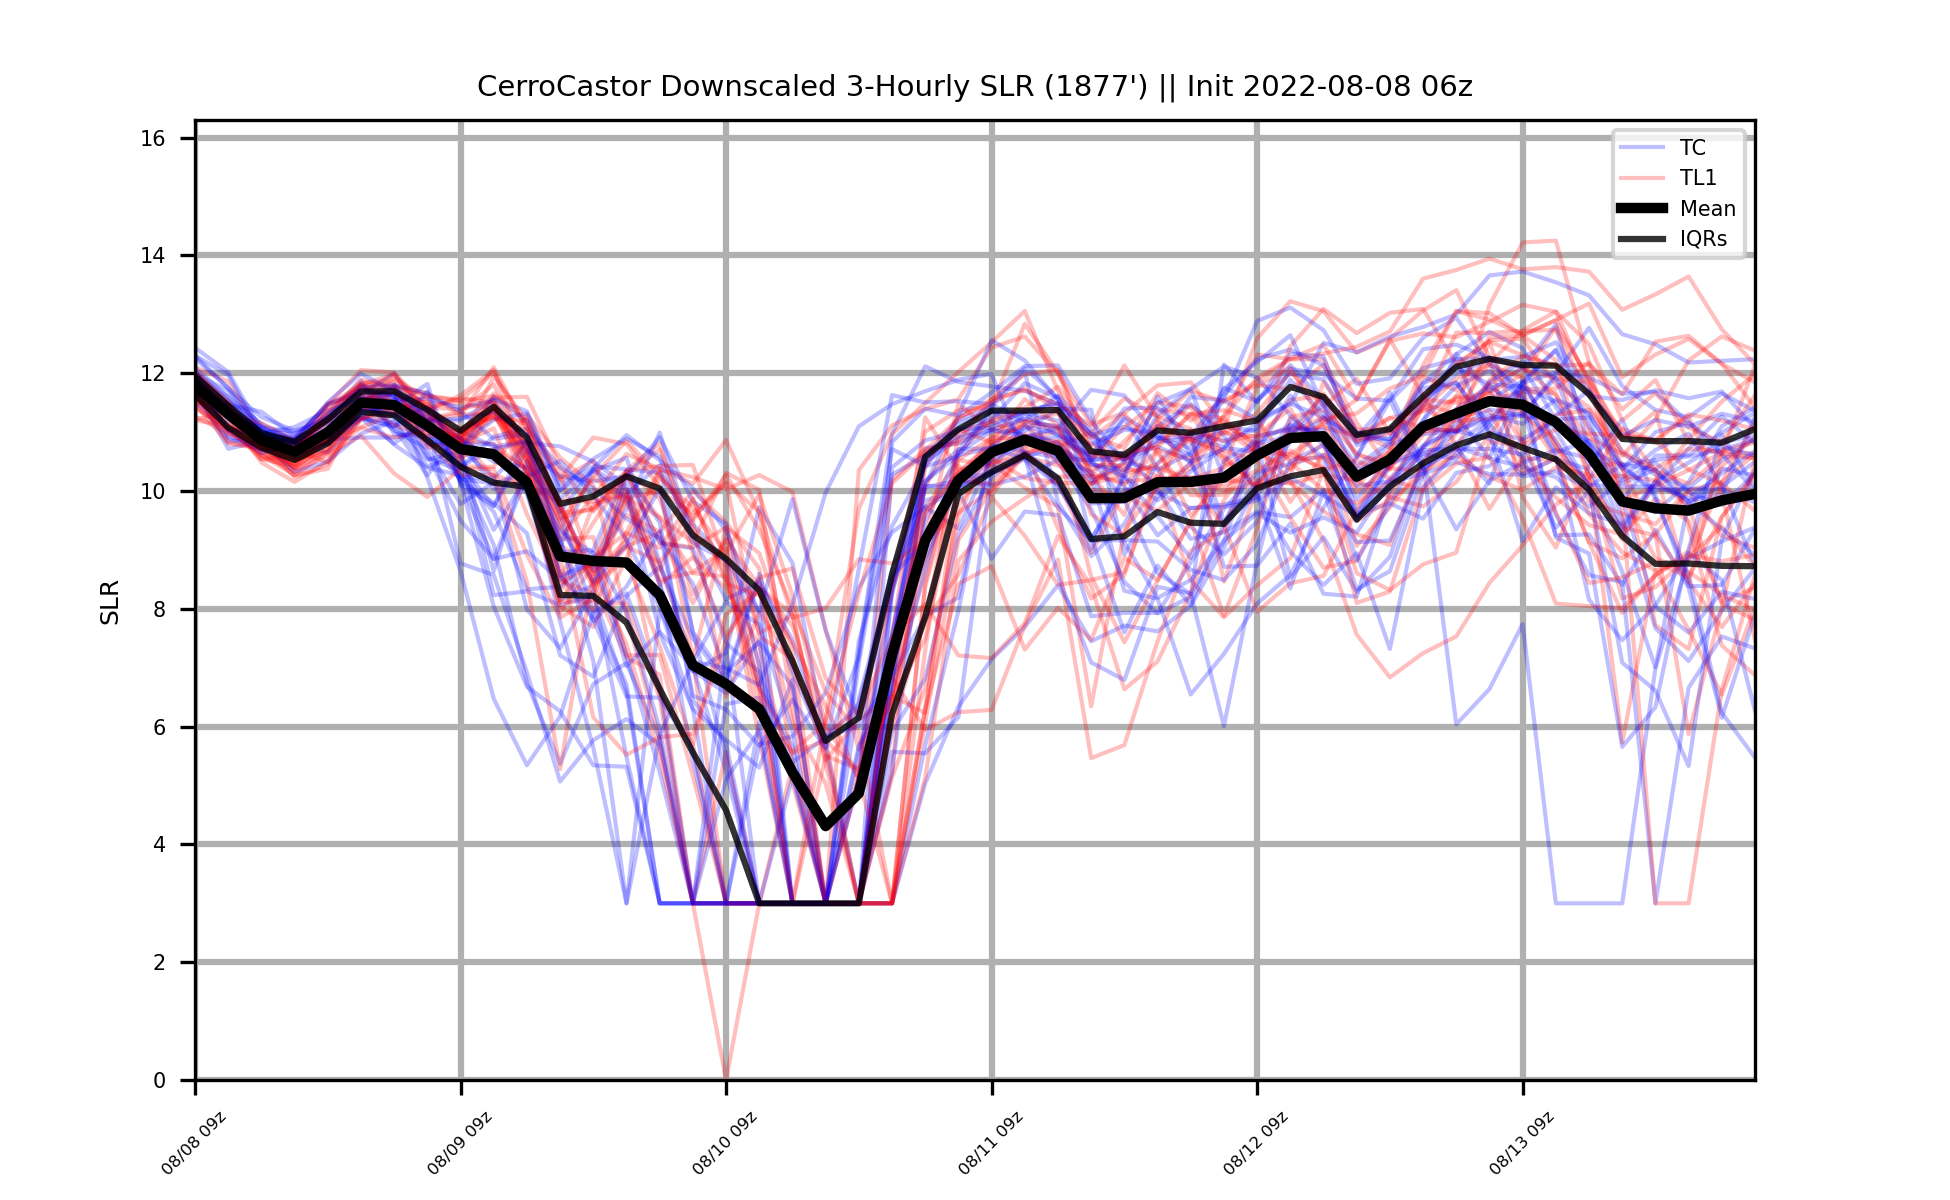 CerroCastor Downscaled 3-Hourly SLR (1877') || Init 2022-08-08 06z
16
14
12
10
8
6
4
2
0
SLR
TC
TL1
Mean
IQRs
08/08 09z
08/09 09z
08/10 09z
08/11 09z
08/12 09z
08/13 09z